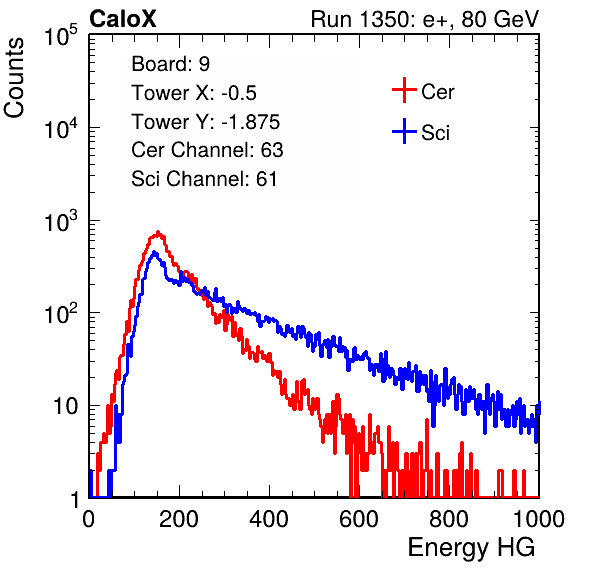 CaloX Run 1350: e+, 80 GeV
Counts
10^5
10^4
10^3
10^2
10
1
Board: 9
Tower X: -0.5
Tower Y: -1.875
Cer Channel: 63
Sci Channel: 61
Cer
Sci
0 200 400 600 800 1000
Energy HG